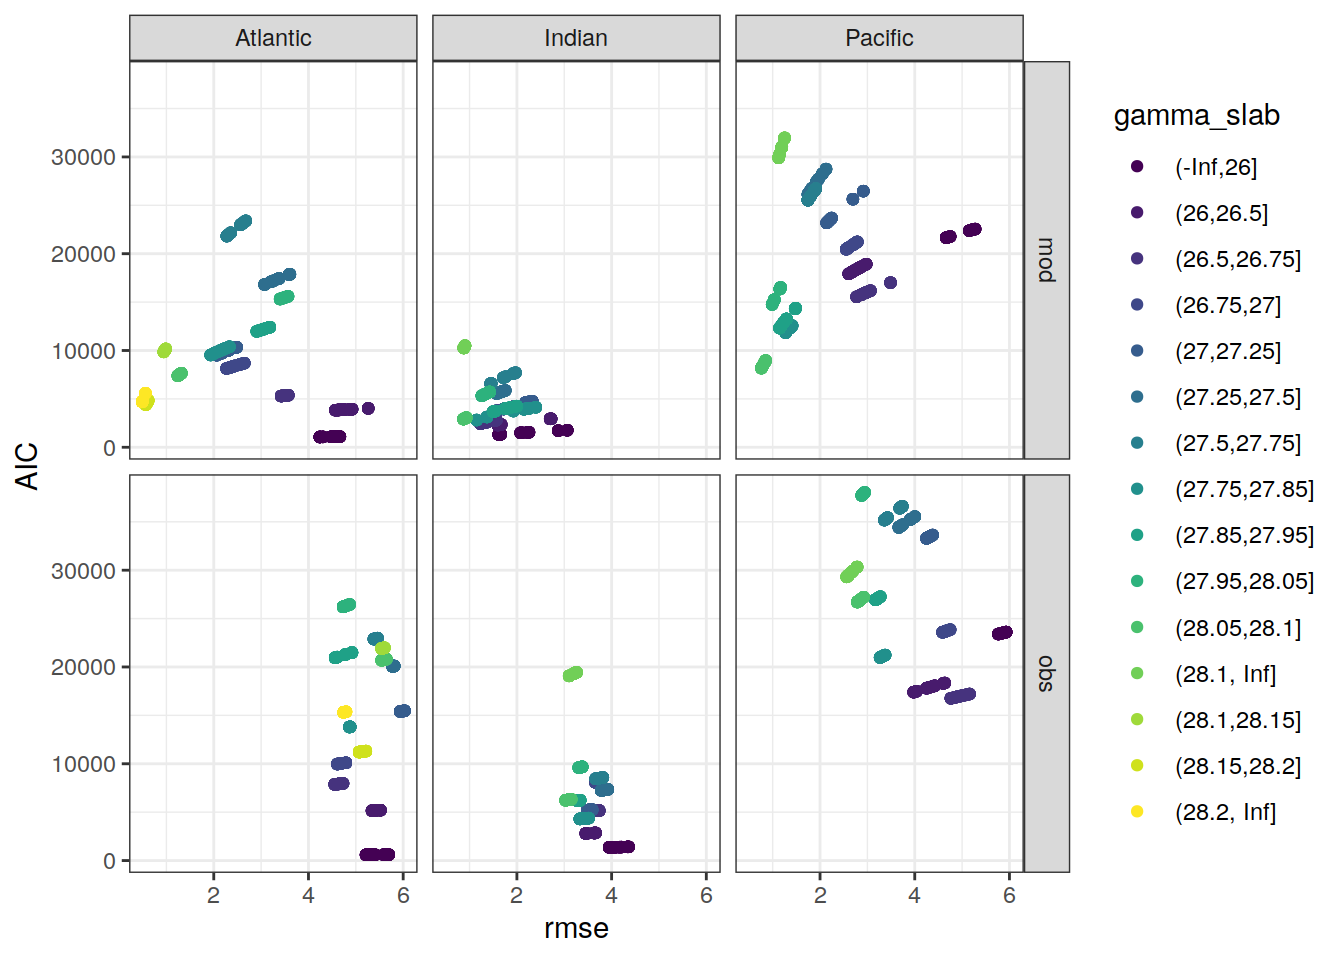 Atlantic
Indian
Pacific
mod
obs
30000
20000
10000
0
30000
20000
10000
0
AIC
2
4
6
2
4
6
2
4
6
rmse
gamma_slab
(-Inf,26]
(26,26.5]
(26.5,26.75]
(26.75,27]
(27,27.25]
(27.25,27.5]
(27.5,27.75]
(27.75,27.85]
(27.85,27.95]
(27.95,28.05]
(28.05,28.1]
(28.1, Inf]
(28.1,28.15]
(28.15,28.2]
(28.2, Inf]